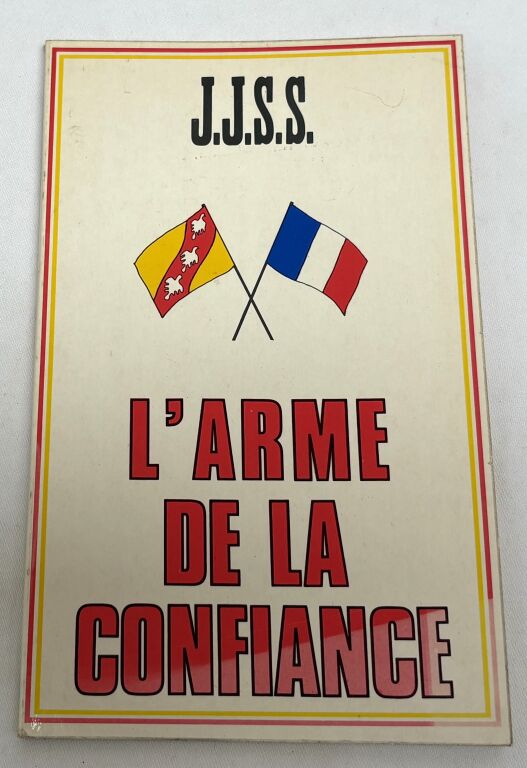 J.J.S.S.
L'ARME
DE LA
CONFIANCE